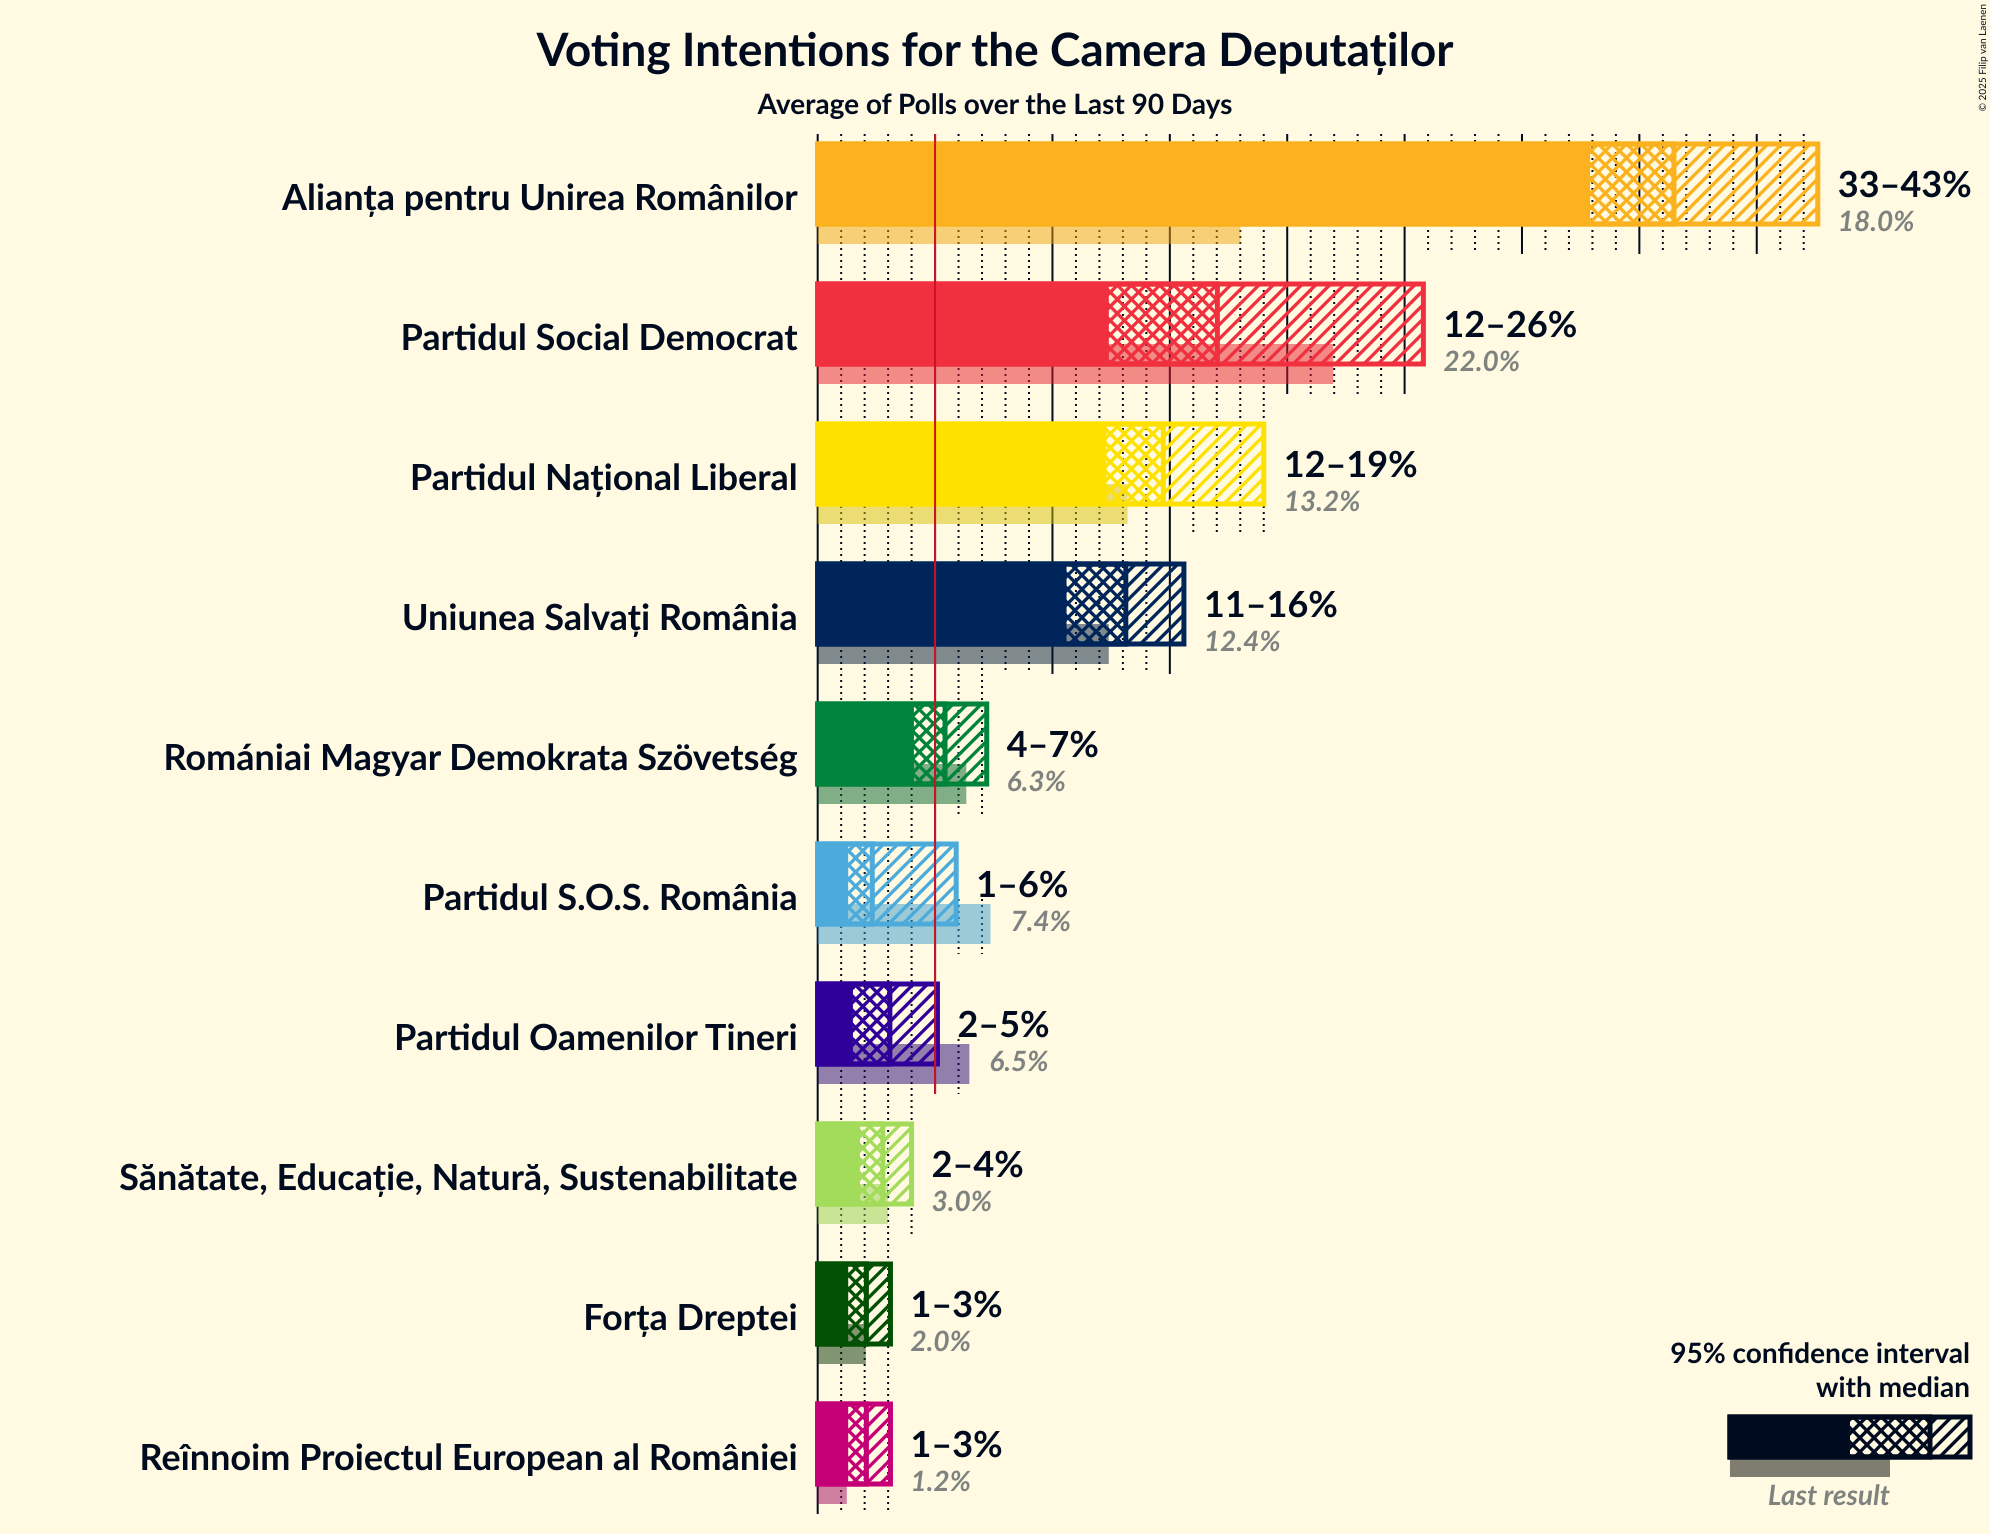 Voting Intentions for the Camera Deputaților
Average of Polls over the Last 90 Days
© 2025 Filip van Laenen
Alianța pentru Unirea Românilor
33–43%
18.0%
Partidul Social Democrat
12–26%
22.0%
Partidul Național Liberal
12–19%
13.2%
Uniunea Salvați România
11–16%
12.4%
Romániai Magyar Demokrata Szövetség
4–7%
6.3%
Partidul S.O.S. România
1–6%
7.4%
Partidul Oamenilor Tineri
2–5%
6.5%
Sănătate, Educație, Natură, Sustenabilitate
2–4%
3.0%
Forța Dreptei
1–3%
2.0%
Reînnoim Proiectul European al României
1–3%
1.2%
95% confidence interval
with median
Last result